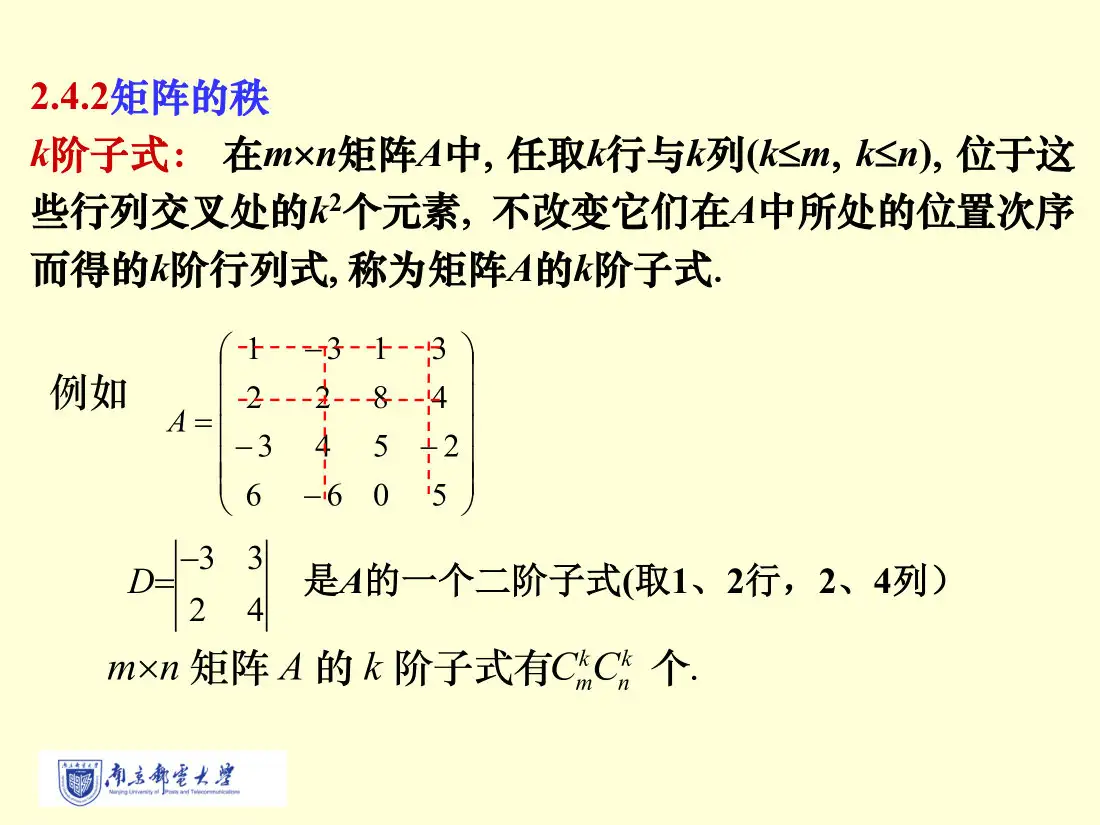 2.4.2矩阵的秩
k阶子式: 在m×n矩阵A中, 任取k行与k列(k≤m, k≤n), 位于这
些行列交叉处的k²个元素, 不改变它们在A中所处的位置次序
而得的k阶行列式, 称为矩阵A的k阶子式.
例如
A =
1 −3 1 3
2 2 8 4
−3 4 5 −2
6 −6 0 5
D=
−3 3
2 4
是A的一个二阶子式(取1、2行，2、4列）
m×n 矩阵 A 的 k 阶子式有C_m^k C_n^k 个.
南京邮电大学
Nanjing University of Posts and Telecommunications